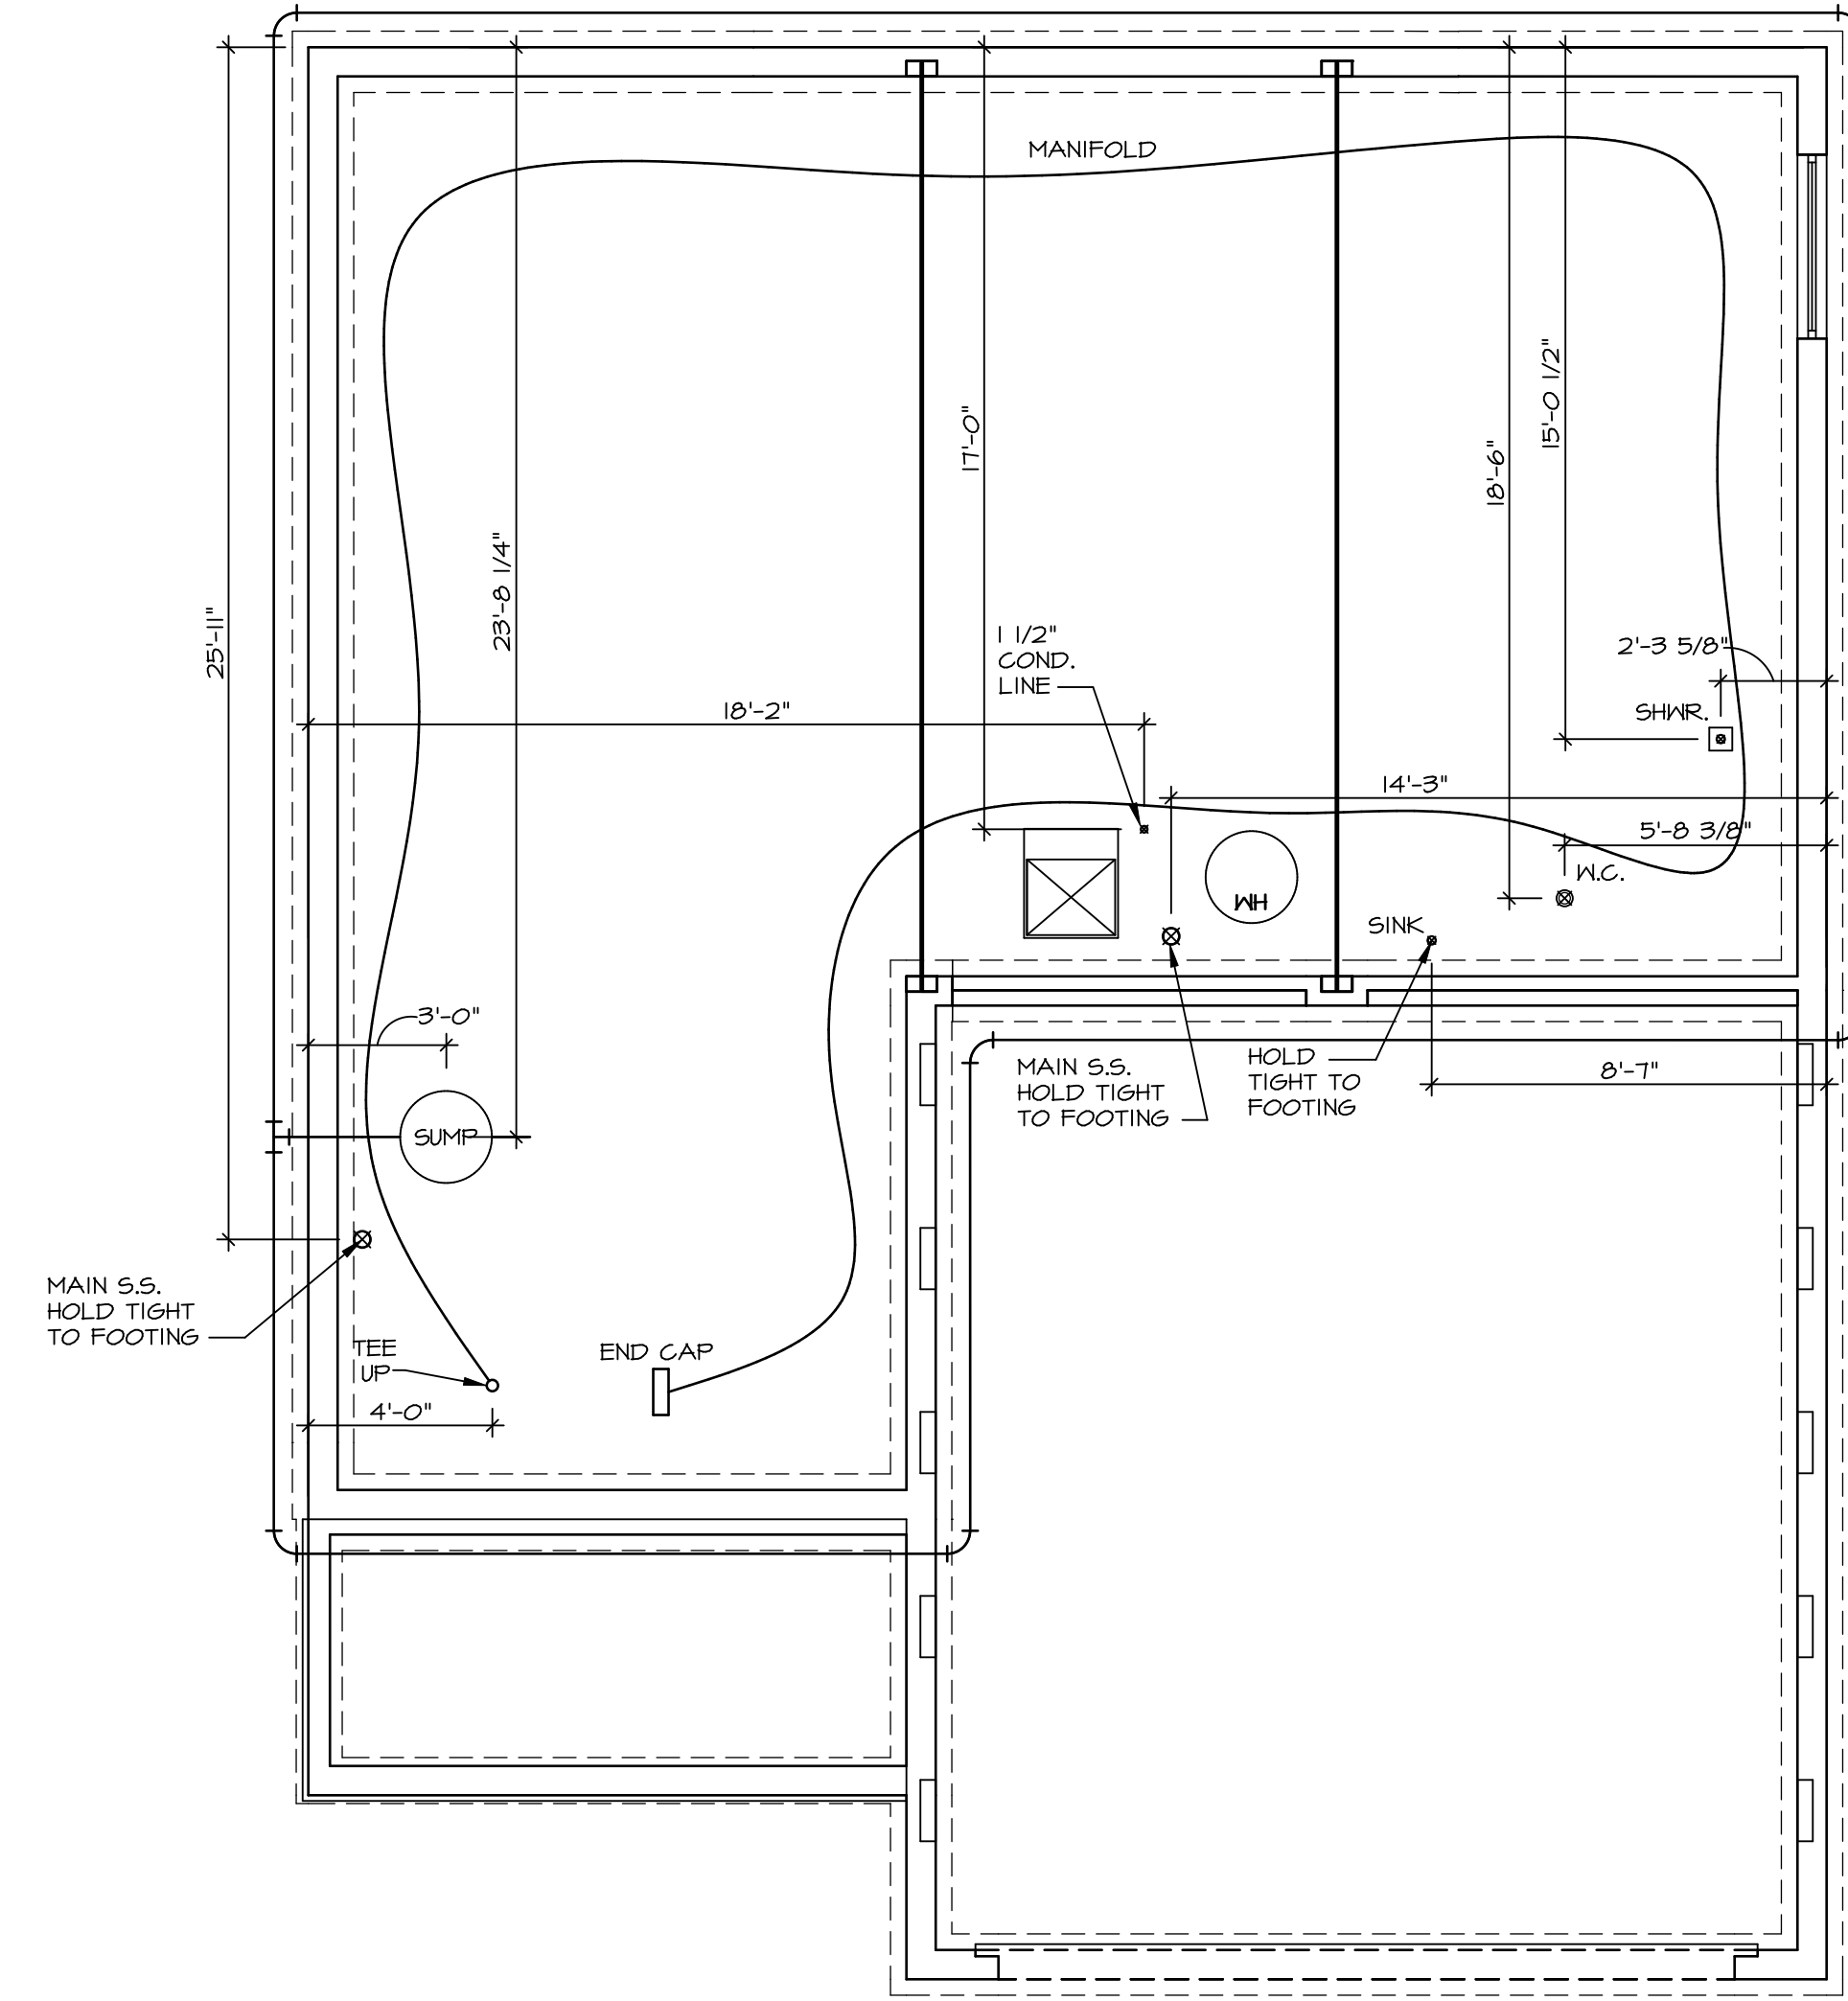 MANIFOLD
15'-0 1/2"
17'-0"
18'-6"
23'-8 1/4"
25'-11"
1 1/2"
COND.
LINE
2'-3 5/8"
18'-2"
SHWR.
14'-3"
5'-8 3/8"
W.C.
WH
SINK
3'-0"
MAIN S.S.
HOLD TIGHT
TO FOOTING
HOLD
TIGHT TO
FOOTING
8'-7"
SUMP
MAIN S.S.
HOLD TIGHT
TO FOOTING
TEE
UP
END CAP
4'-0"